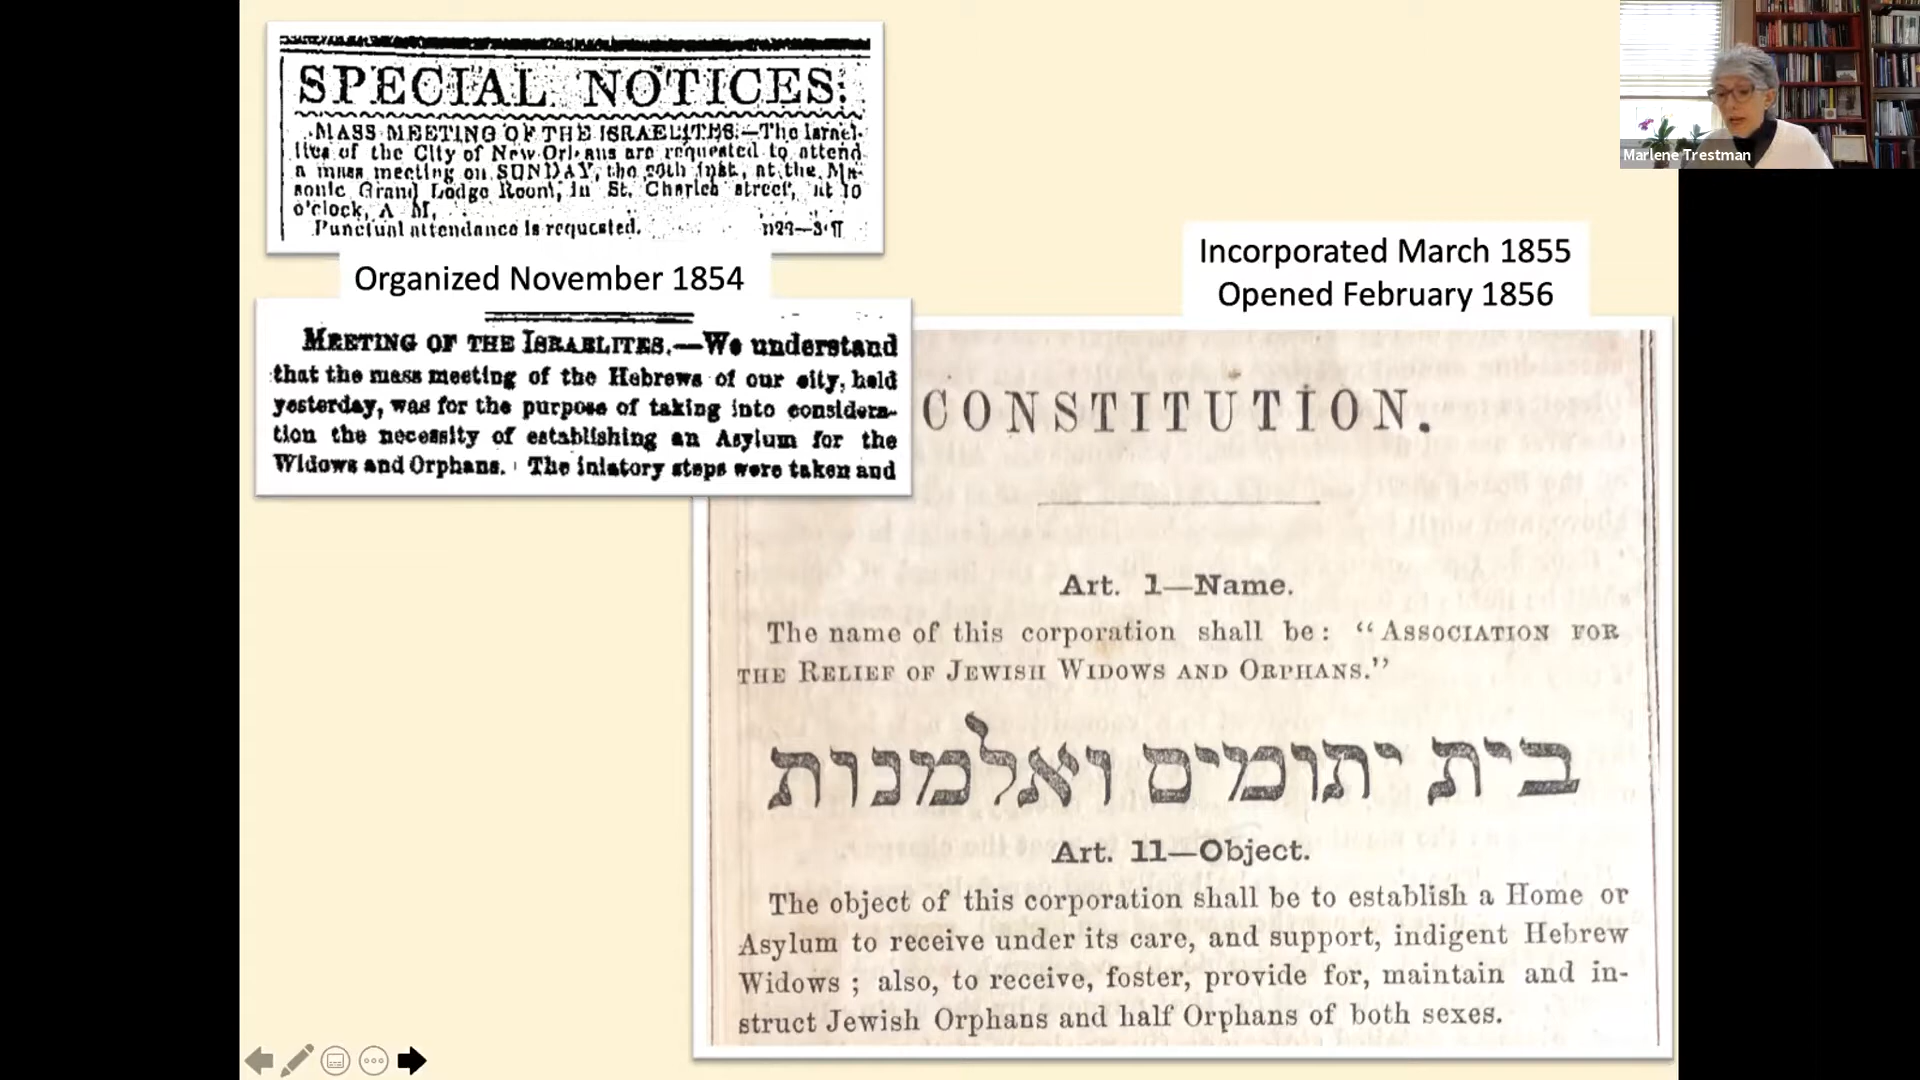 SPECIAL NOTICES.
MASS MEETING OF THE ISRAELITES.—The Israel-
ites of the City of New Orleans are requested to attend
a mass meeting on SUNDAY, the inst., at the Ma-
sonic Grand Lodge Room, in St. Charles street, at 10
o'clock, A M,
Punctual attendance is requested.
Organized November 1854
MEETING OF THE ISRAELITES.—We understand
that the mass meeting of the Hebrews of our city, held
yesterday, was for the purpose of taking into considera-
tion the necessity of establishing an Asylum for the
Widows and Orphans. The iniatory steps were taken and
Marlene Trestman
Incorporated March 1855
Opened February 1856
CONSTITUTION.
Art. 1—Name.
The name of this corporation shall be: “ASSOCIATION FOR
THE RELIEF OF JEWISH WIDOWS AND ORPHANS.”
בית יתומים ואלמנות
Art. 11—Object.
The object of this corporation shall be to establish a Home or
Asylum to receive under its care, and support, indigent Hebrew
Widows; also, to receive, foster, provide for, maintain and in-
struct Jewish Orphans and half Orphans of both sexes.